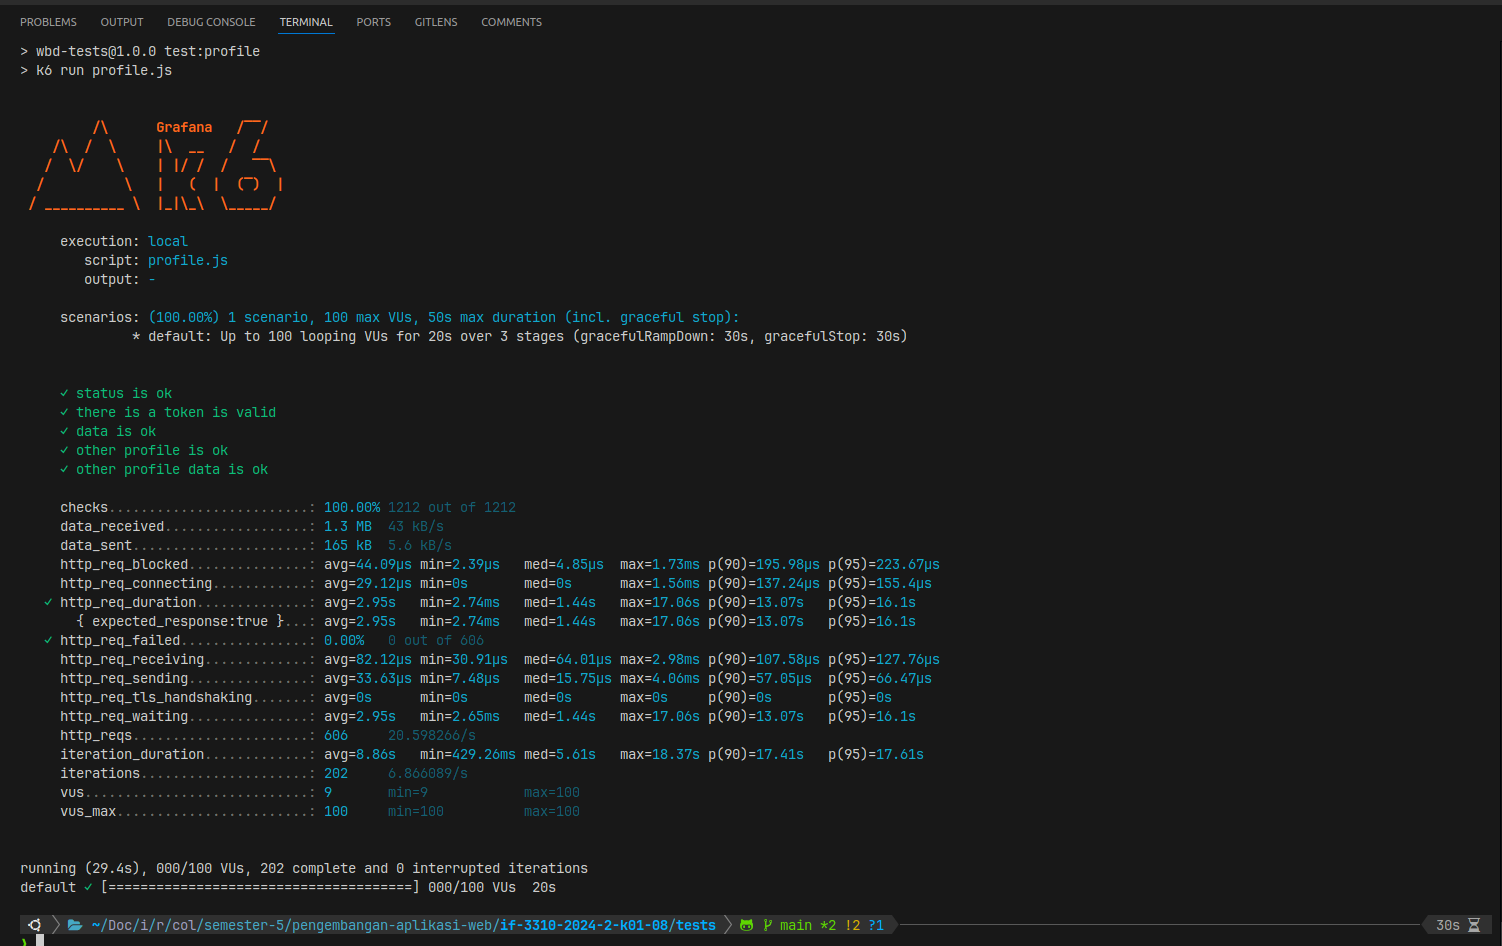 PROBLEMS OUTPUT DEBUG CONSOLE TERMINAL PORTS GITLENS COMMENTS
> wbd-tests@1.0.0 test:profile
> k6 run profile.js
Grafana
execution: local
script: profile.js
output: -
scenarios: (100.00%) 1 scenario, 100 max VUs, 50s max duration (incl. graceful stop):
* default: Up to 100 looping VUs for 20s over 3 stages (gracefulRampDown: 30s, gracefulStop: 30s)
✓ status is ok
✓ there is a token is valid
✓ data is ok
✓ other profile is ok
✓ other profile data is ok
checks.........................: 100.00% 1212 out of 1212
data_received..................: 1.3 MB 43 kB/s
data_sent......................: 165 kB 5.6 kB/s
http_req_blocked...............: avg=44.09µs min=2.39µs med=4.85µs max=1.73ms p(90)=195.98µs p(95)=223.67µs
http_req_connecting............: avg=29.12µs min=0s med=0s max=1.56ms p(90)=137.24µs p(95)=155.4µs
✓ http_req_duration..............: avg=2.95s min=2.74ms med=1.44s max=17.06s p(90)=13.07s p(95)=16.1s
{ expected_response:true }...: avg=2.95s min=2.74ms med=1.44s max=17.06s p(90)=13.07s p(95)=16.1s
✓ http_req_failed................: 0.00% 0 out of 606
http_req_receiving.............: avg=82.12µs min=30.91µs med=64.01µs max=2.98ms p(90)=107.58µs p(95)=127.76µs
http_req_sending...............: avg=33.63µs min=7.48µs med=15.75µs max=4.06ms p(90)=57.05µs p(95)=66.47µs
http_req_tls_handshaking.......: avg=0s min=0s med=0s max=0s p(90)=0s p(95)=0s
http_req_waiting...............: avg=2.95s min=2.65ms med=1.44s max=17.06s p(90)=13.07s p(95)=16.1s
http_reqs......................: 606 20.598266/s
iteration_duration.............: avg=8.86s min=429.26ms med=5.61s max=18.37s p(90)=17.41s p(95)=17.61s
iterations.....................: 202 6.866089/s
vus............................: 9 min=9 max=100
vus_max........................: 100 min=100 max=100
running (29.4s), 000/100 VUs, 202 complete and 0 interrupted iterations
default ✓ [======================================] 000/100 VUs 20s
~/Doc/i/r/col/semester-5/pengembangan-aplikasi-web/if-3310-2024-2-k01-08/tests main *2 !2 ?1 30s